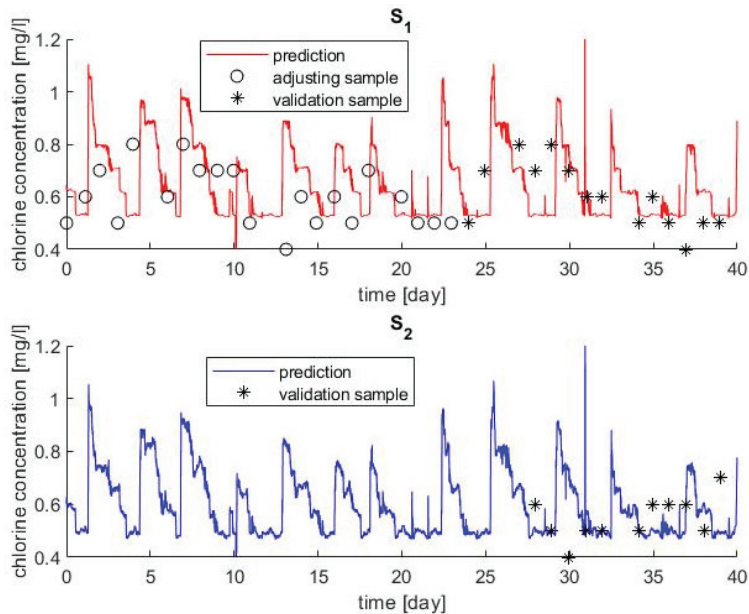 S1
chlorine concentration [mg/l]
1.2
1
0.8
0.6
0.4
prediction
adjusting sample
validation sample
0 5 10 15 20 25 30 35 40
time [day]
S2
chlorine concentration [mg/l]
1.2
1
0.8
0.6
0.4
prediction
validation sample
0 5 10 15 20 25 30 35 40
time [day]